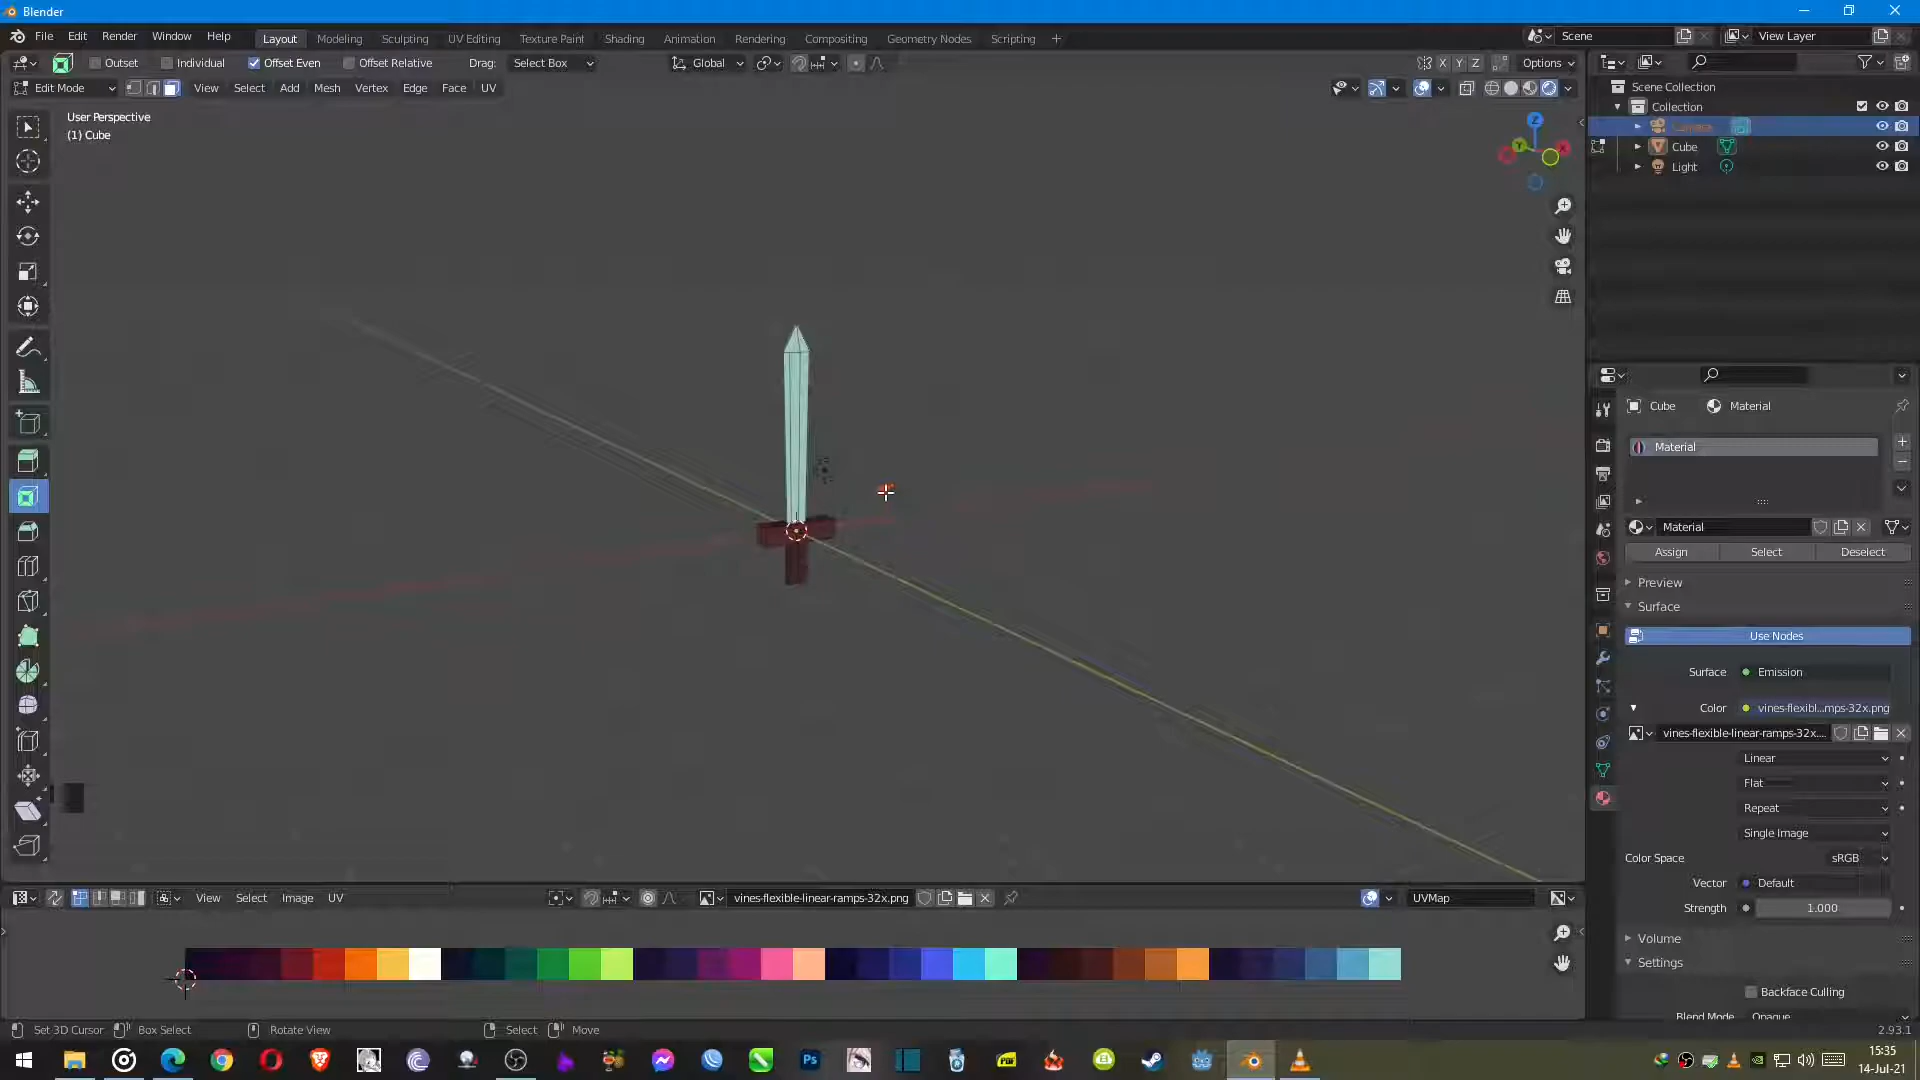 Blender
File Edit Render Window Help Layout Modeling Sculpting UV Editing Texture Paint Shading Animation Rendering Compositing Geometry Nodes Scripting + Scene View Layer
Outset Individual Offset Even Offset Relative Drag: Select Box Global X Y Z Options
Edit Mode View Select Add Mesh Vertex Edge Face UV
Scene Collection
Collection
Camera
Cube
Light
User Perspective
(1) Cube
Z
Y
X
Cube Material
Material
Material
Assign Select Deselect
Preview
Surface
Use Nodes
Surface Emission
Color vines-flexibl...mps-32x.png
vines-flexible-linear-ramps-32x....
Linear
Flat
Repeat
Single Image
Color Space sRGB
Vector Default
Strength 1.000
Volume
Settings
Backface Culling
Blend Mode Opaque
View Select Image UV vines-flexible-linear-ramps-32x.png UVMap
Set 3D Cursor Box Select Rotate View Select Move 2.93.1
Ps PDF
15:35
14-Jul-21